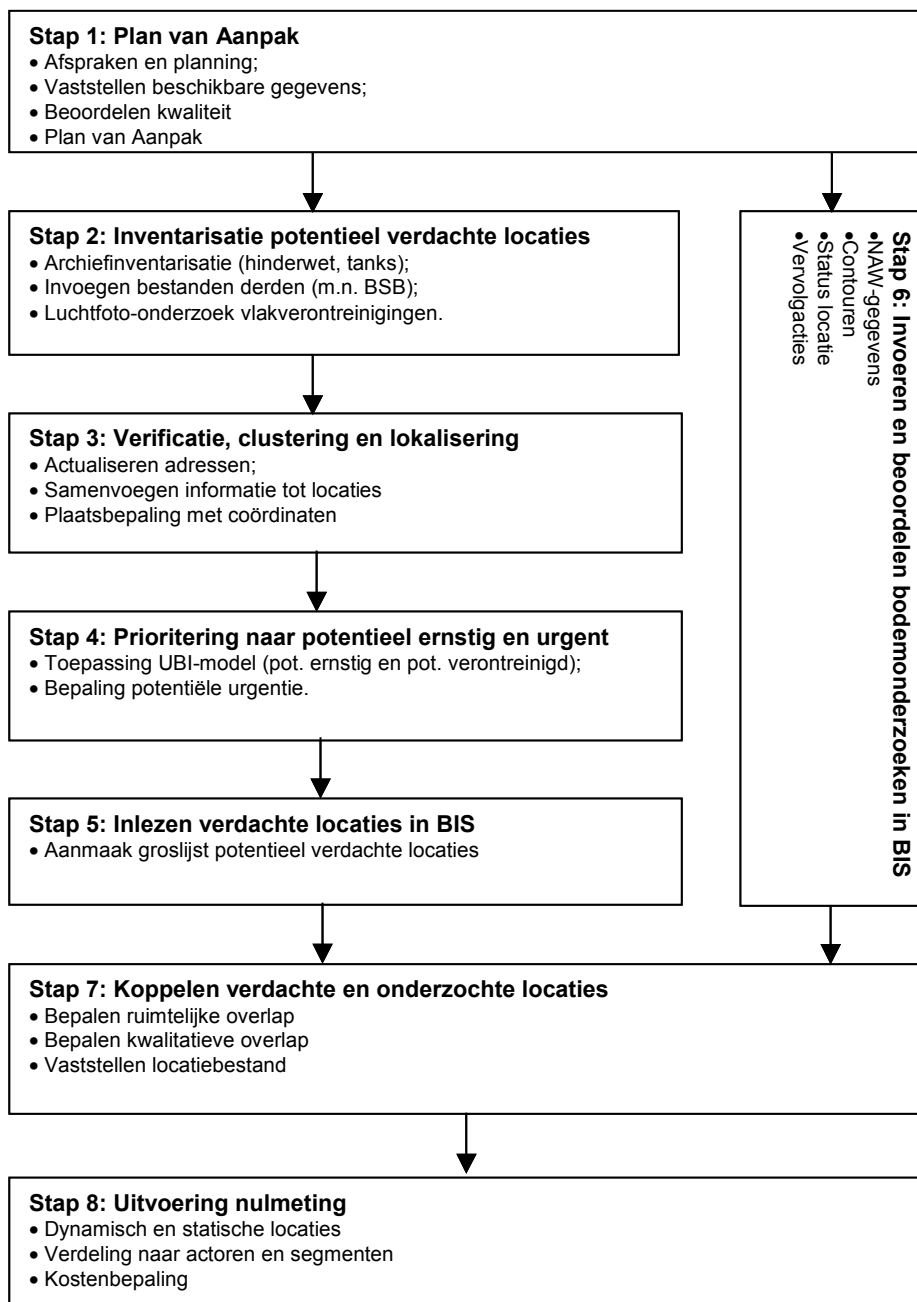 Stap 1: Plan van Aanpak
• Afspraken en planning;
• Vaststellen beschikbare gegevens;
• Beoordelen kwaliteit
• Plan van Aanpak
Stap 2: Inventarisatie potentieel verdachte locaties
• Archiefinventarisatie (hinderwet, tanks);
• Invoegen bestanden derden (m.n. BSB);
• Luchtfoto-onderzoek vlakverontreinigingen.
Stap 3: Verificatie, clustering en lokalisering
• Actualiseren adressen;
• Samenvoegen informatie tot locaties
• Plaatsbepaling met coördinaten
Stap 4: Prioritering naar potentieel ernstig en urgent
• Toepassing UBI-model (pot. ernstig en pot. verontreinigd);
• Bepaling potentiële urgentie.
Stap 5: Inlezen verdachte locaties in BIS
• Aanmaak groslijst potentieel verdachte locaties
Stap 6: Invoeren en beoordelen bodemonderzoeken in BIS
•NAW-gegevens
•Contouren
•Status locatie
•Vervolgacties
Stap 7: Koppelen verdachte en onderzochte locaties
• Bepalen ruimtelijke overlap
• Bepalen kwalitatieve overlap
• Vaststellen locatiebestand
Stap 8: Uitvoering nulmeting
• Dynamisch en statische locaties
• Verdeling naar actoren en segmenten
• Kostenbepaling